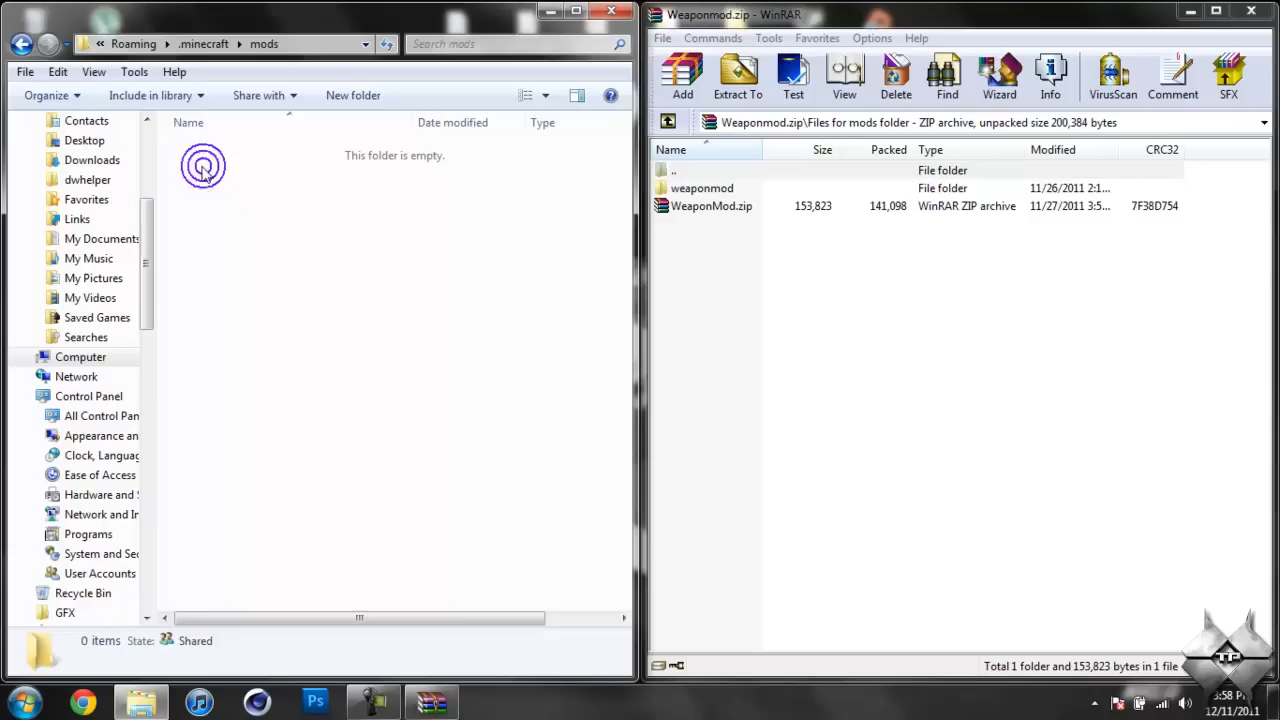 « Roaming ▸ .minecraft ▸ mods
Search mods
File Edit View Tools Help
Organize Include in library Share with New folder
Name Date modified Type
This folder is empty.
Contacts
Desktop
Downloads
dwhelper
Favorites
Links
My Documents
My Music
My Pictures
My Videos
Saved Games
Searches
Computer
Network
Control Panel
All Control Pan
Appearance an
Clock, Languag
Ease of Access
Hardware and S
Network and In
Programs
System and Sec
User Accounts
Recycle Bin
GFX
0 items State: Shared
Weaponmod.zip - WinRAR
File Commands Tools Favorites Options Help
Add Extract To Test View Delete Find Wizard Info VirusScan Comment SFX
Weaponmod.zip\Files for mods folder - ZIP archive, unpacked size 200,384 bytes
Name Size Packed Type Modified CRC32
.. File folder
weaponmod File folder 11/26/2011 2:1...
WeaponMod.zip 153,823 141,098 WinRAR ZIP archive 11/27/2011 3:5... 7F38D754
Total 1 folder and 153,823 bytes in 1 file
Ps
3:58 PM
12/11/2011